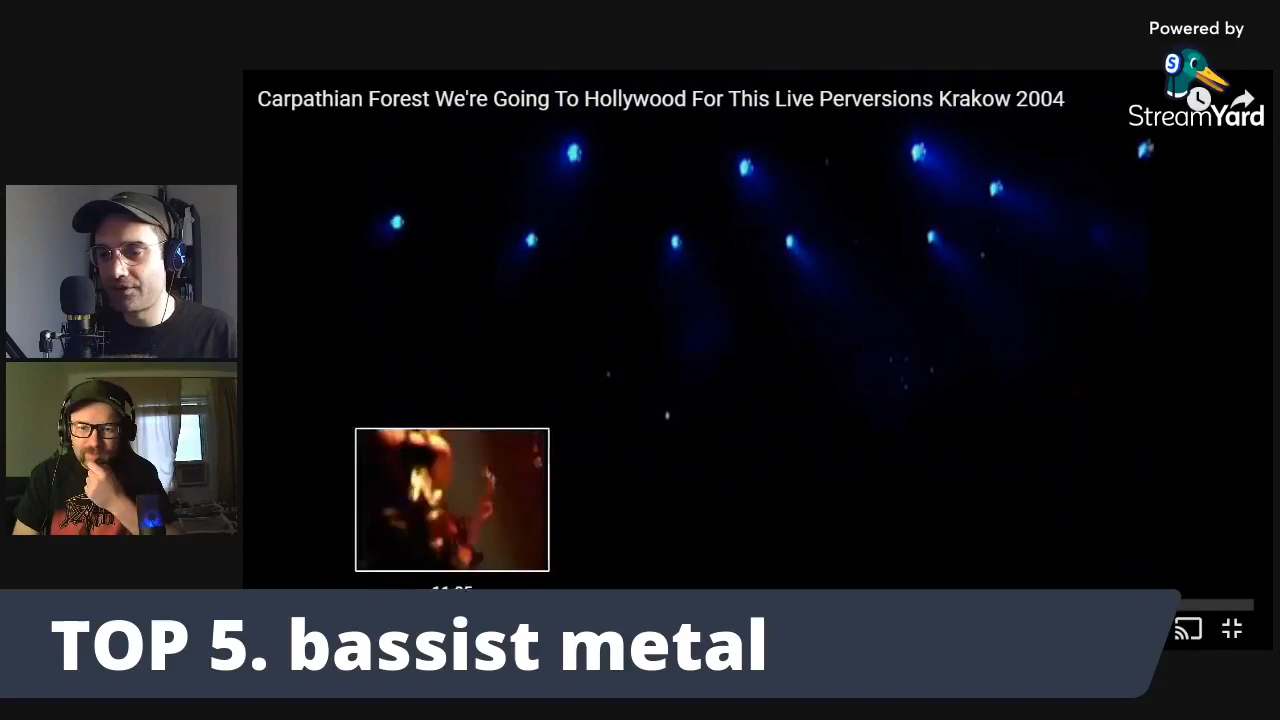 Powered by
Carpathian Forest We're Going To Hollywood For This Live Perversions Krakow 2004
S
StreamYard
TOP 5. bassist metal